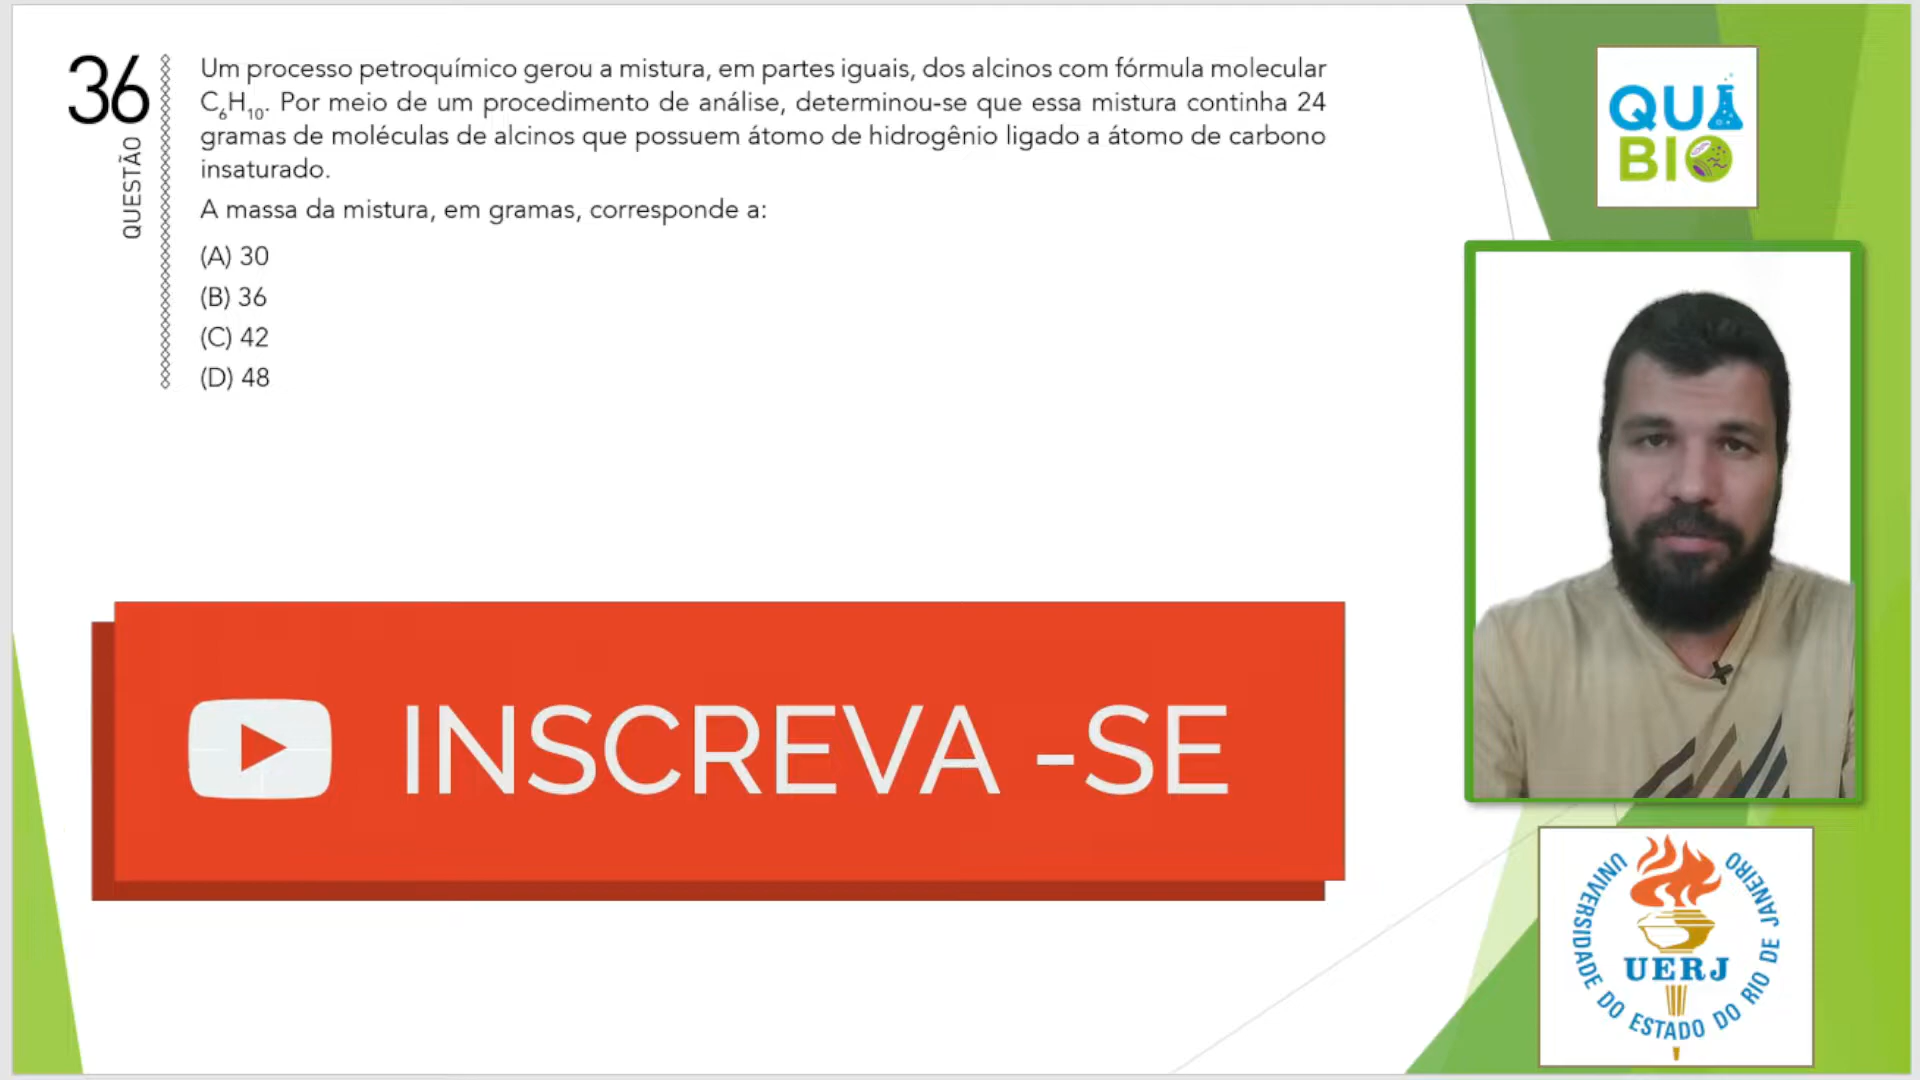 36
QUESTÃO
Um processo petroquímico gerou a mistura, em partes iguais, dos alcinos com fórmula molecular
C₆H₁₀. Por meio de um procedimento de análise, determinou-se que essa mistura continha 24
gramas de moléculas de alcinos que possuem átomo de hidrogênio ligado a átomo de carbono
insaturado.
A massa da mistura, em gramas, corresponde a:
(A) 30
(B) 36
(C) 42
(D) 48
INSCREVA -SE
QUI
BIO
UNIVERSIDADE DO ESTADO DO RIO DE JANEIRO
UERJ